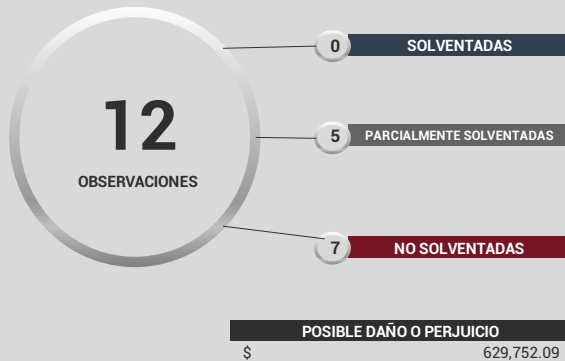 12
OBSERVACIONES
0 SOLVENTADAS
5 PARCIALMENTE SOLVENTADAS
7 NO SOLVENTADAS
POSIBLE DAÑO O PERJUICIO
$ 629,752.09